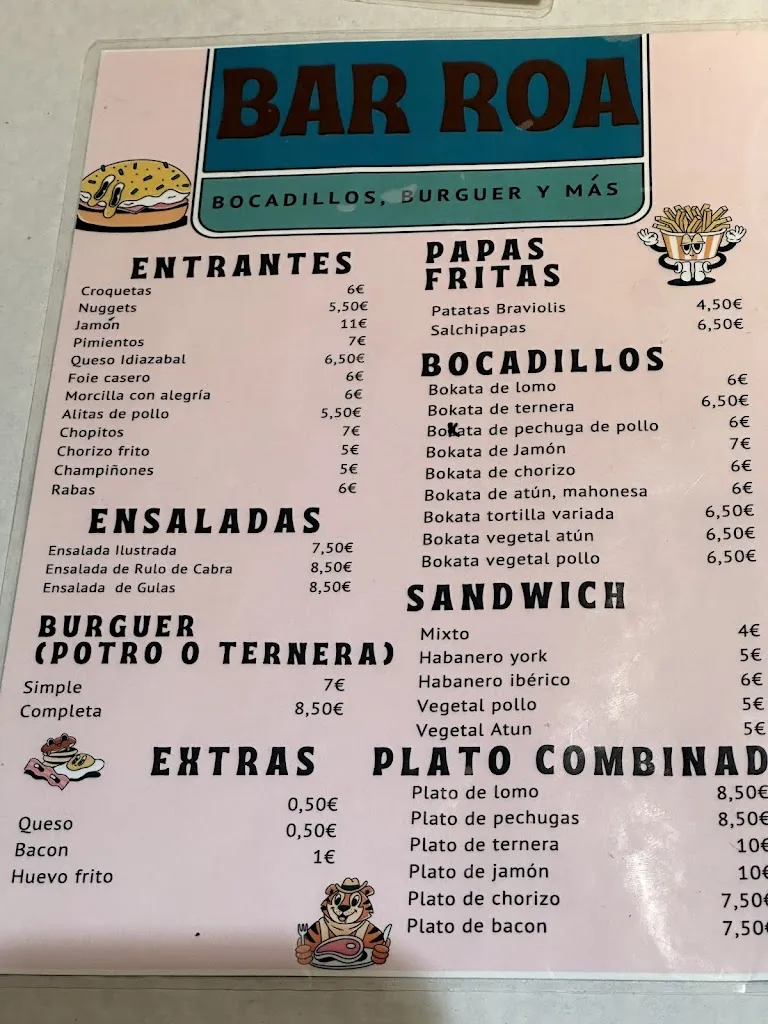 BAR ROA
BOCADILLOS, BURGUER Y MÁS
ENTRANTES
Croquetas 6€
Nuggets 5,50€
Jamón 11€
Pimientos 7€
Queso Idiazabal 6,50€
Foie casero 6€
Morcilla con alegría 6€
Alitas de pollo 5,50€
Chopitos 7€
Chorizo frito 5€
Champiñones 5€
Rabas 6€
ENSALADAS
Ensalada Ilustrada 7,50€
Ensalada de Rulo de Cabra 8,50€
Ensalada de Gulas 8,50€
BURGUER
(POTRO O TERNERA)
Simple 7€
Completa 8,50€
EXTRAS
Queso 0,50€
Bacon 0,50€
Huevo frito 1€
PAPAS
FRITAS
Patatas Braviolis 4,50€
Salchipapas 6,50€
BOCADILLOS
Bokata de lomo 6€
Bokata de ternera 6,50€
Bokata de pechuga de pollo 6€
Bokata de Jamón 7€
Bokata de chorizo 6€
Bokata de atún, mahonesa 6€
Bokata tortilla variada 6,50€
Bokata vegetal atún 6,50€
Bokata vegetal pollo 6,50€
SANDWICH
Mixto 4€
Habanero york 5€
Habanero ibérico 6€
Vegetal pollo 5€
Vegetal Atun 5€
PLATO COMBINAD
Plato de lomo 8,50€
Plato de pechugas 8,50€
Plato de ternera 10€
Plato de jamón 10€
Plato de chorizo 7,50€
Plato de bacon 7,50€